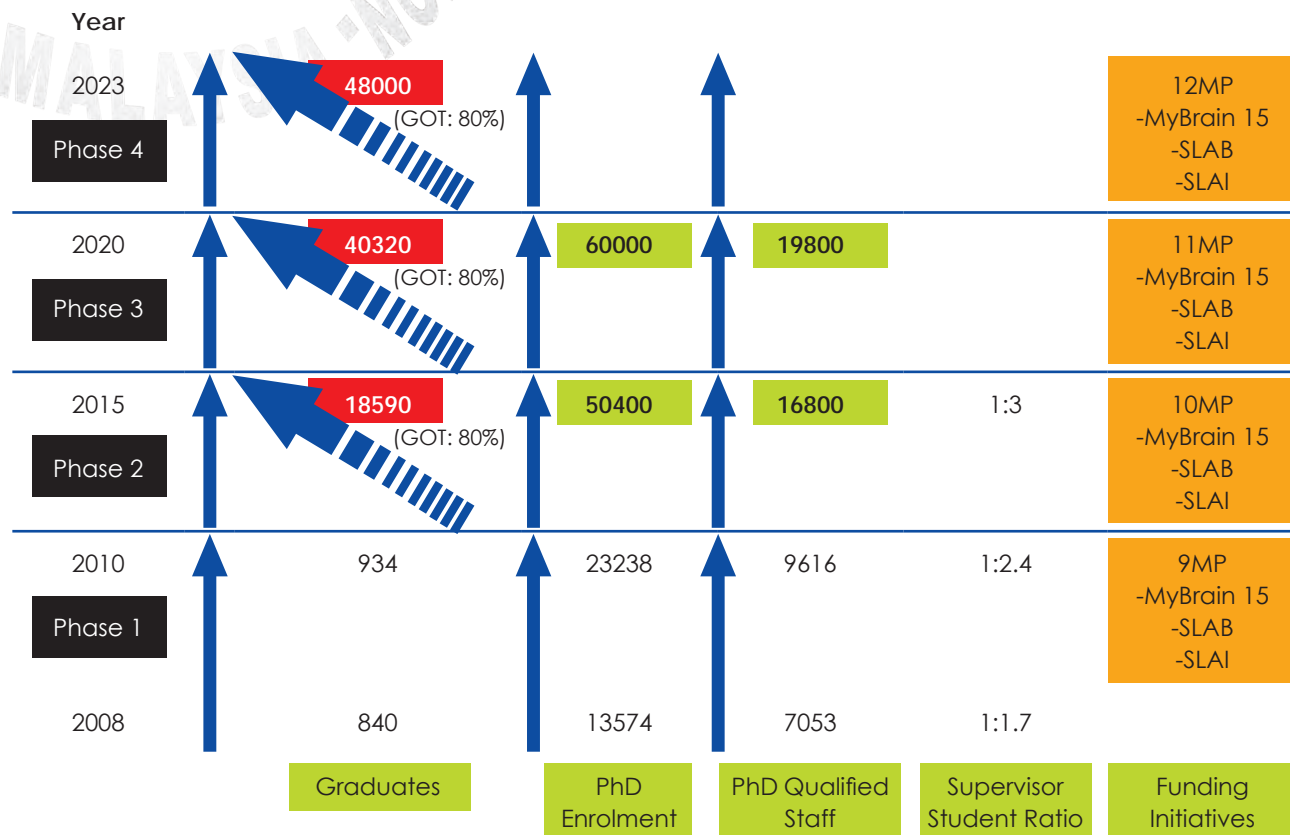 Year
2023
48000
(GOT: 80%)
12MP
-MyBrain 15
-SLAB
-SLAI
Phase 4
2020
40320
(GOT: 80%)
60000
19800
11MP
-MyBrain 15
-SLAB
-SLAI
Phase 3
2015
18590
(GOT: 80%)
50400
16800
1:3
10MP
-MyBrain 15
-SLAB
-SLAI
Phase 2
2010
934
23238
9616
1:2.4
9MP
-MyBrain 15
-SLAB
-SLAI
Phase 1
2008
840
13574
7053
1:1.7
Graduates
PhD
Enrolment
PhD Qualified
Staff
Supervisor
Student Ratio
Funding
Initiatives
MALAYSIA